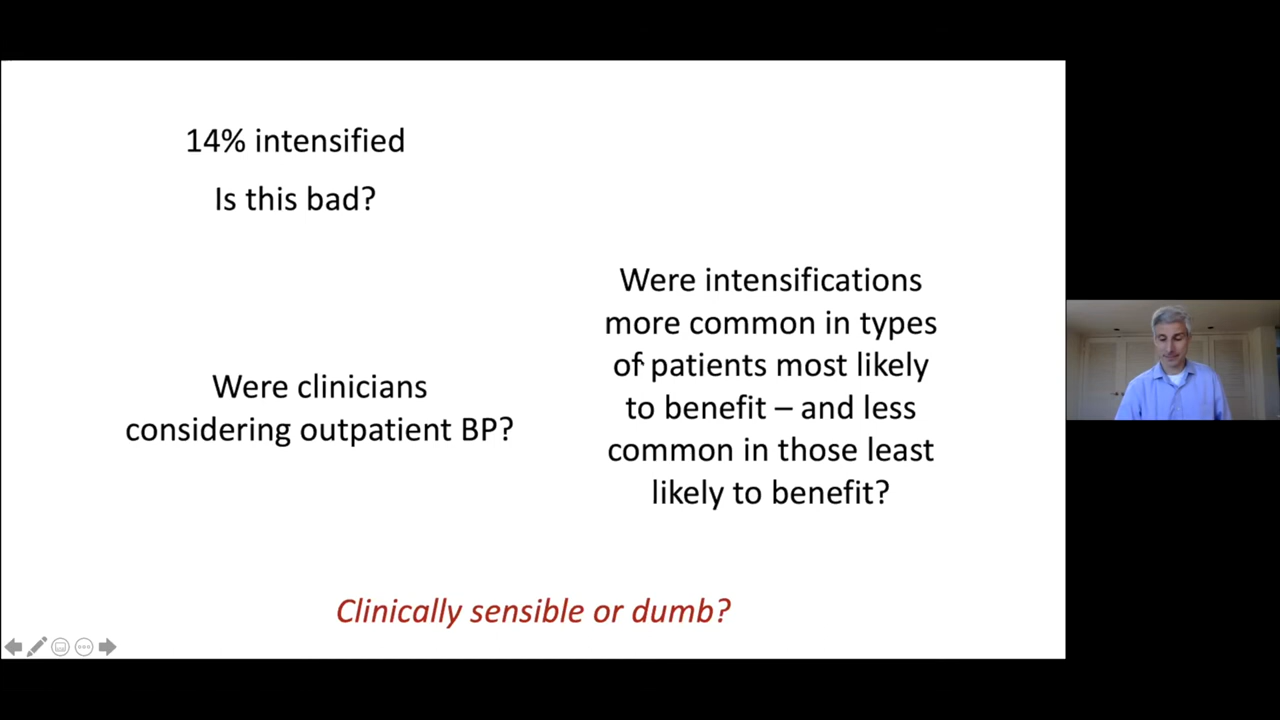 14% intensified
Is this bad?
Were clinicians
considering outpatient BP?
Were intensifications
more common in types
of patients most likely
to benefit – and less
common in those least
likely to benefit?
Clinically sensible or dumb?